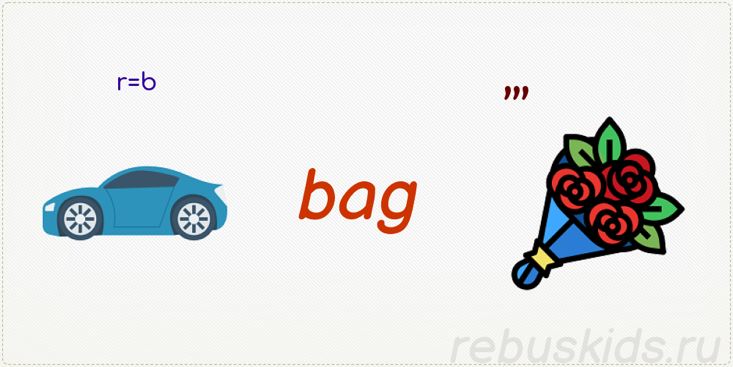 r=b
,,,
bag
rebuskids.ru